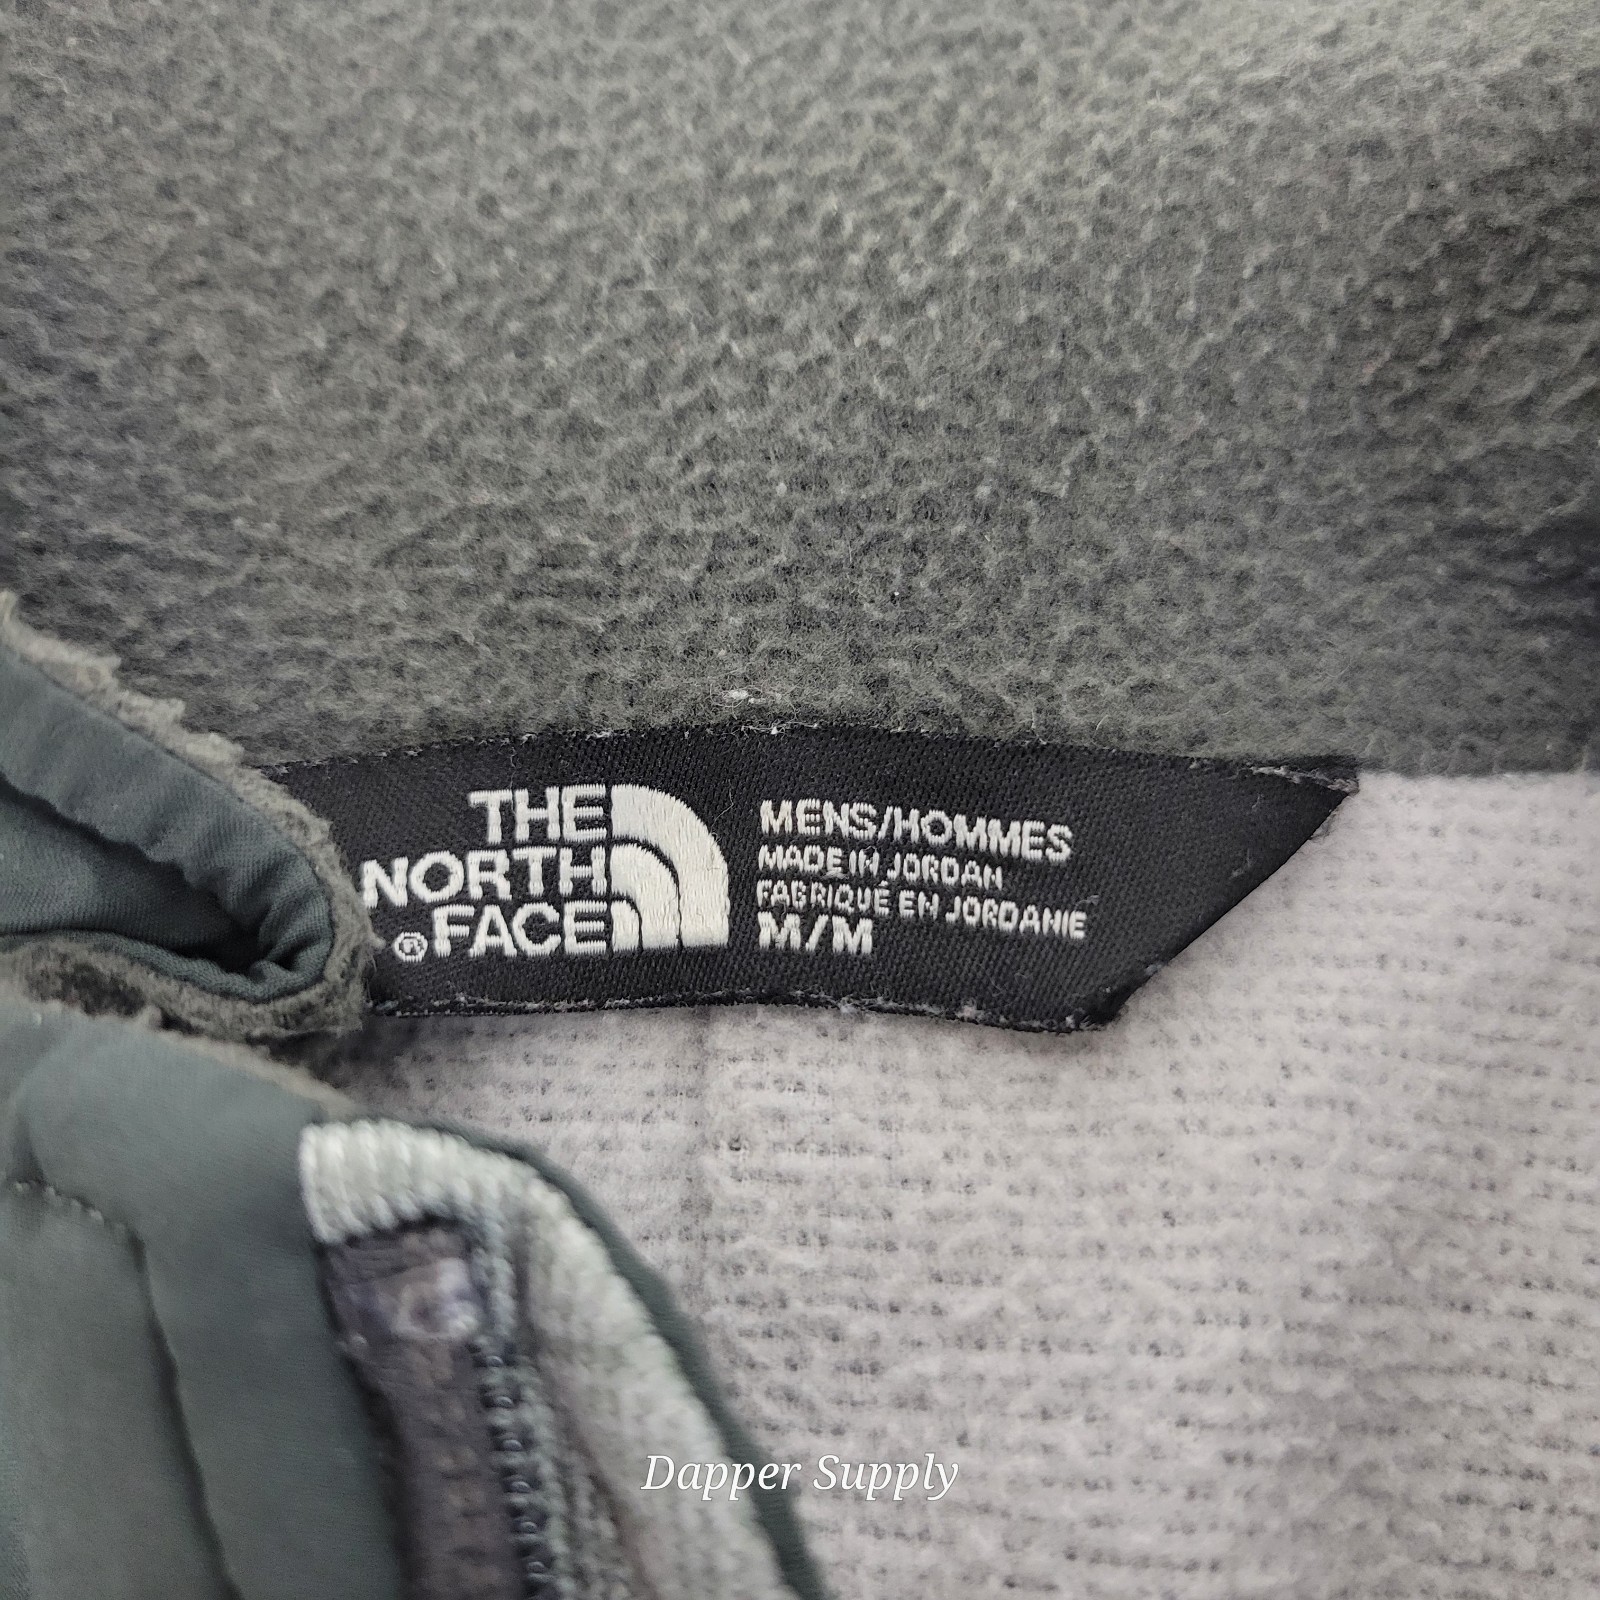 THE
NORTH
®FACE
MENS/HOMMES
MADE IN JORDAN
FABRIQUÉ EN JORDANIE
M/M
Dapper Supply